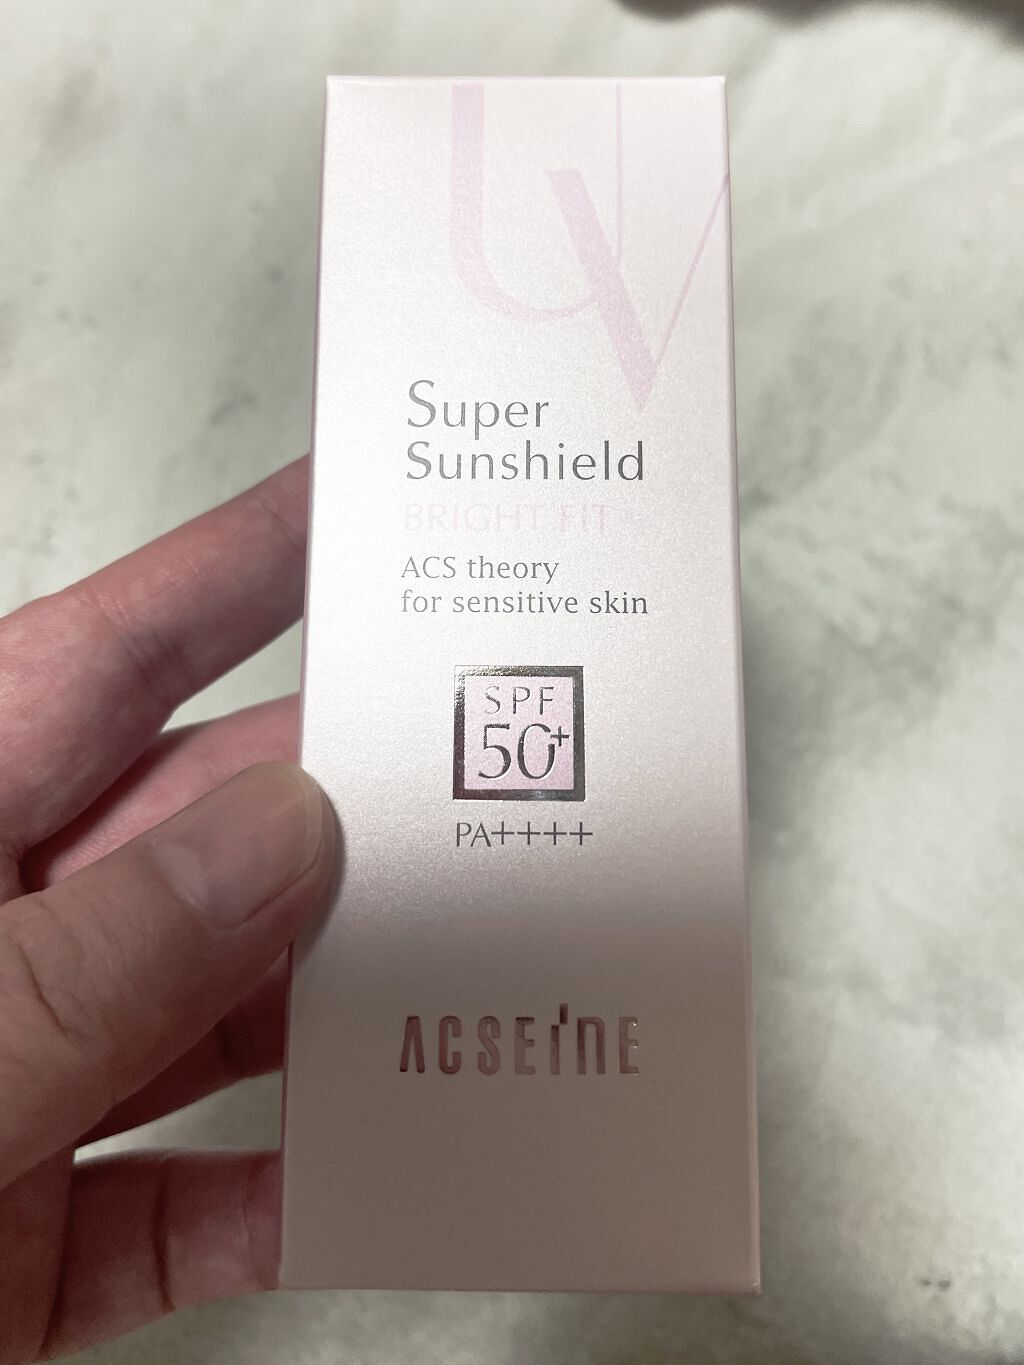 UV
Super
Sunshield
BRIGHT FIT
ACS theory
for sensitive skin
SPF
50+
PA++++
ACSEINE